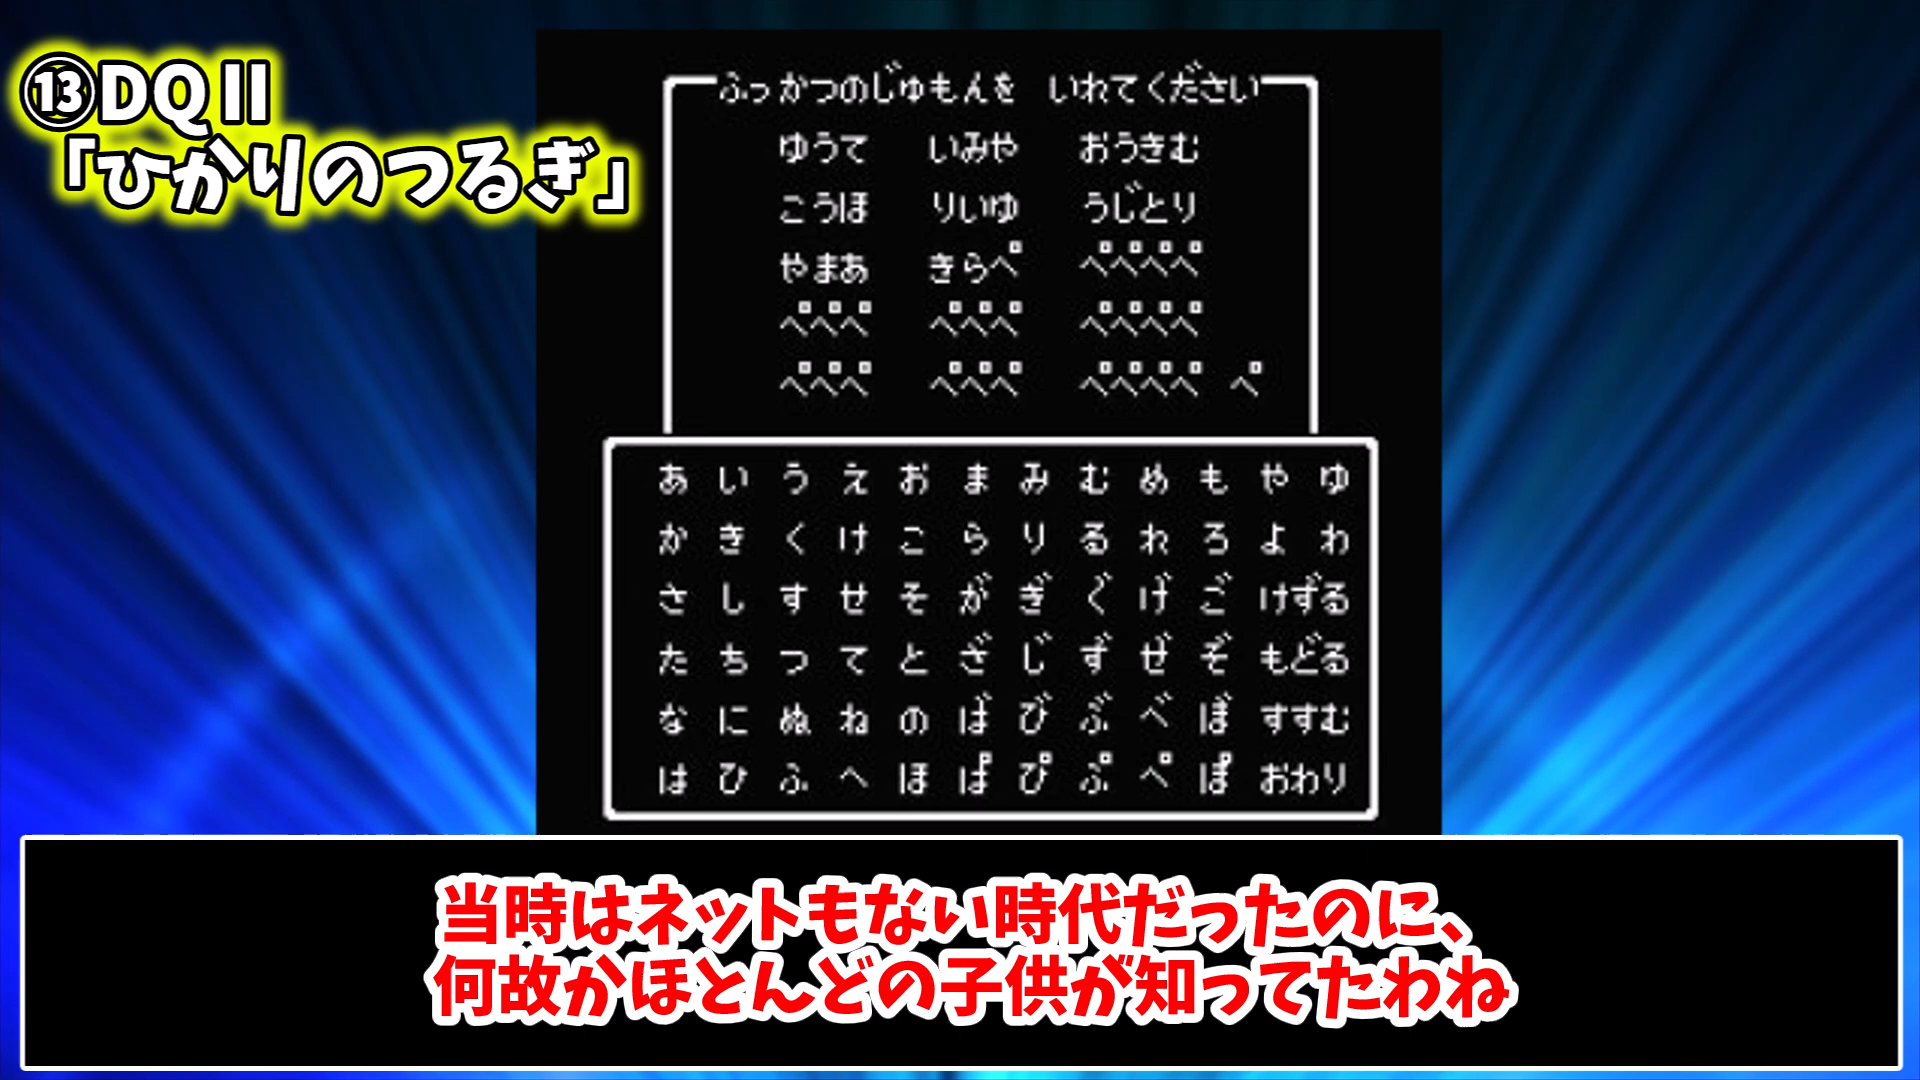 ⑬DQⅡ
「ひかりのつるぎ」
ふっかつのじゅもんを いれてください
ゆうて いみや おうきむ
こうほ りいゆ うじとり
やまあ きらぺ ぺぺぺぺ
ぺぺぺ ぺぺぺ ぺぺぺぺ
ぺぺぺ ぺぺぺ ぺぺぺぺ ぺ
あ い う え お ま み む め も や ゆ
か き く け こ ら り る れ ろ よ わ
さ し す せ そ が ぎ ぐ げ ご けずる
た ち つ て と ざ じ ず ぜ ぞ もどる
な に ぬ ね の ば び ぶ べ ぼ すすむ
は ひ ふ へ ほ ぱ ぴ ぷ ぺ ぽ おわり
当時はネットもない時代だったのに、
何故かほとんどの子供が知ってたわね